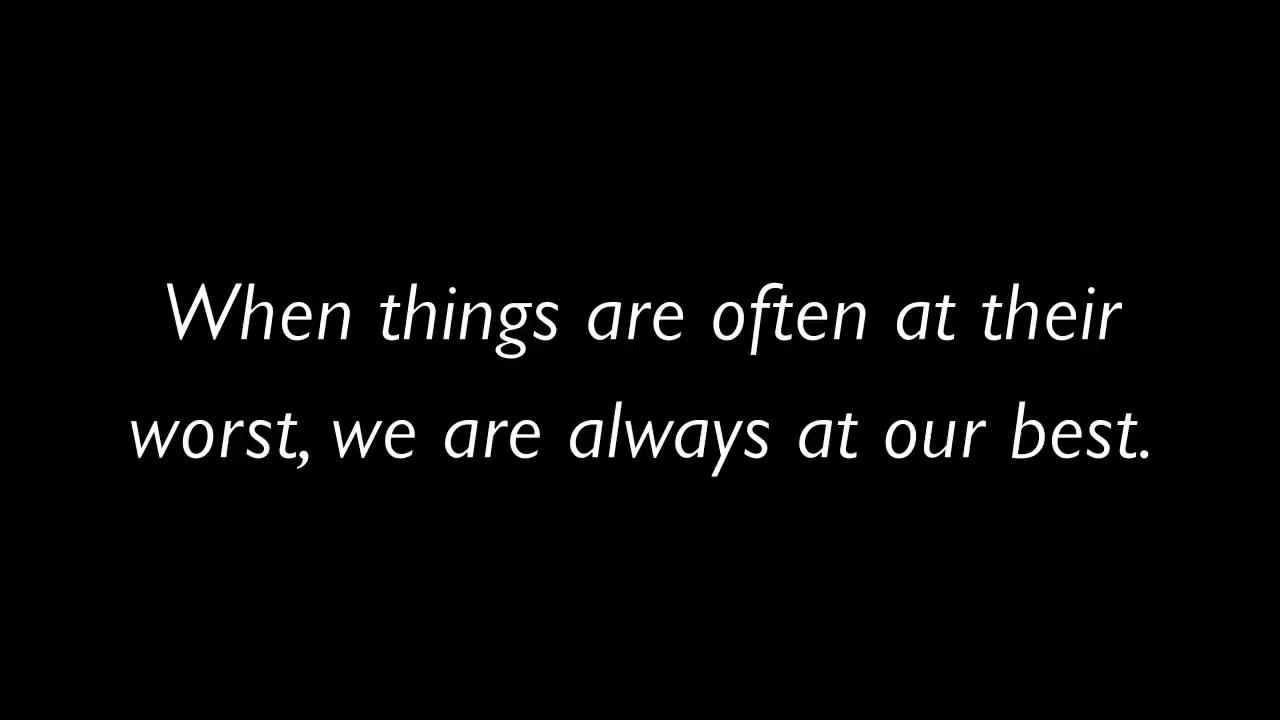 When things are often at their
worst, we are always at our best.